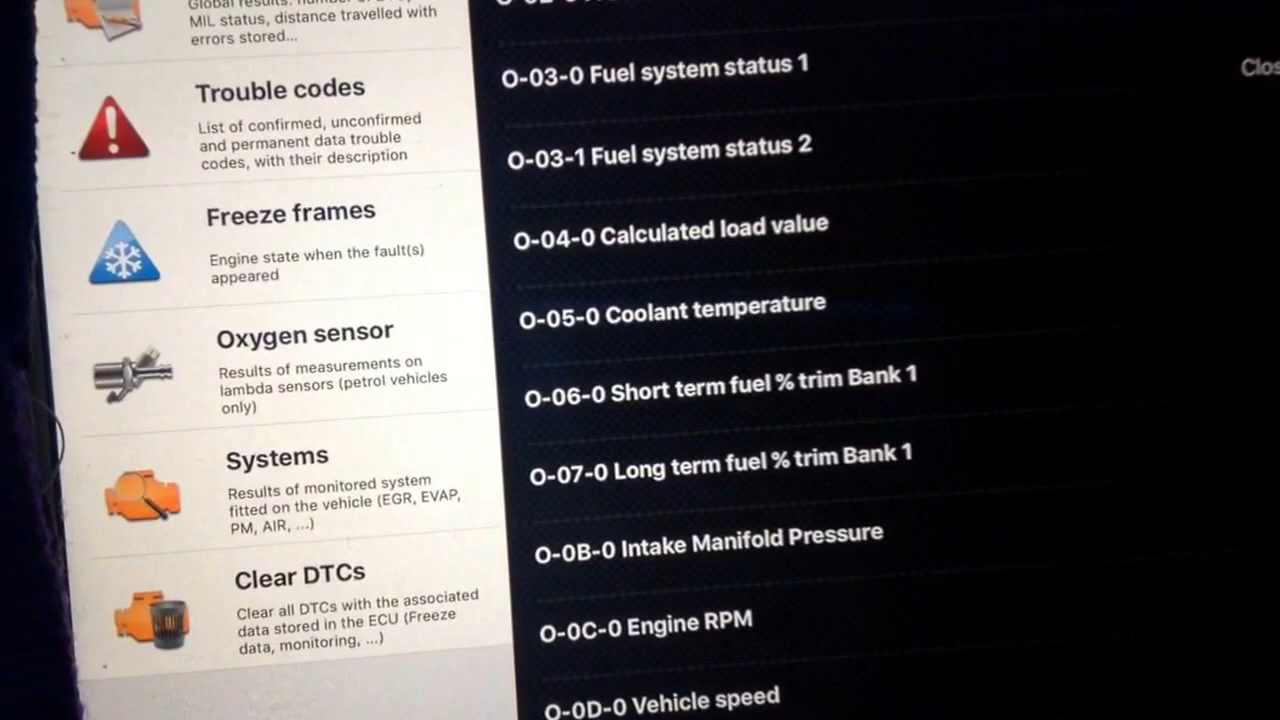 Global results: number of
MIL status, distance travelled with
errors stored...
Trouble codes
List of confirmed, unconfirmed
and permanent data trouble
codes, with their description
Freeze frames
Engine state when the fault(s)
appeared
Oxygen sensor
Results of measurements on
lambda sensors (petrol vehicles
only)
Systems
Results of monitored system
fitted on the vehicle (EGR, EVAP,
PM, AIR, ...)
Clear DTCs
Clear all DTCs with the associated
data stored in the ECU (Freeze
data, monitoring, ...)
O-03-0 Fuel system status 1
Clos
O-03-1 Fuel system status 2
O-04-0 Calculated load value
O-05-0 Coolant temperature
O-06-0 Short term fuel % trim Bank 1
O-07-0 Long term fuel % trim Bank 1
O-0B-0 Intake Manifold Pressure
O-0C-0 Engine RPM
O-0D-0 Vehicle speed